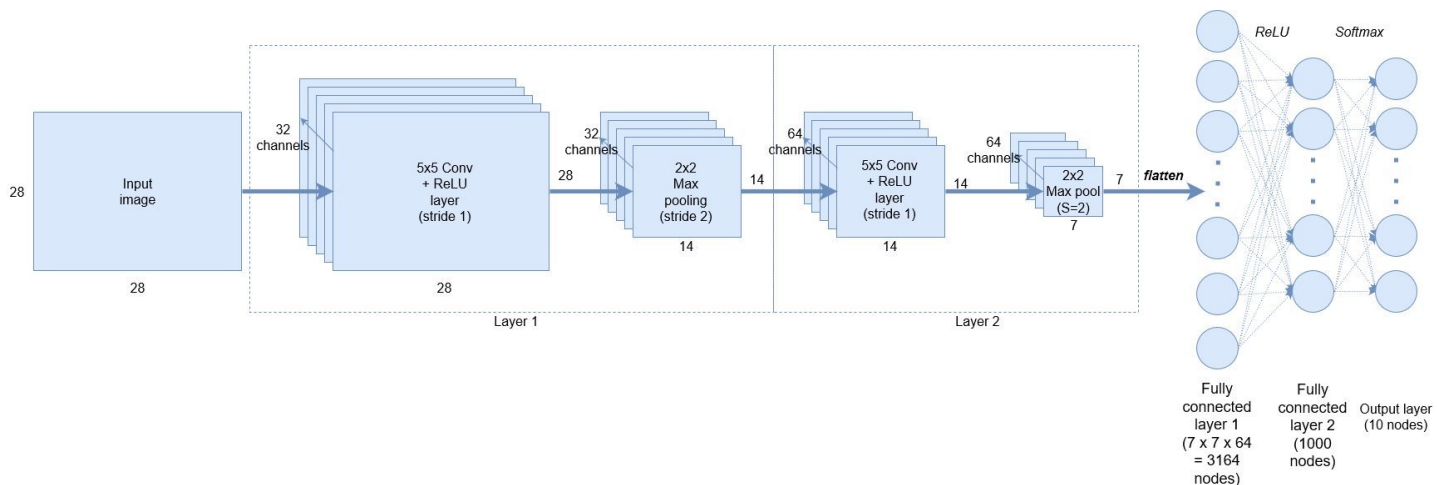 28
Input
image
28
32
channels
5x5 Conv
+ ReLU
layer
(stride 1)
28
28
32
channels
2x2
Max
pooling
(stride 2)
14
14
Layer 1
64
channels
5x5 Conv
+ ReLU
layer
(stride 1)
14
14
64
channels
2x2
Max pool
(S=2)
7
7
Layer 2
flatten
ReLU
Softmax
Fully
connected
layer 1
(7 x 7 x 64
= 3164
nodes)
Fully
connected
layer 2
(1000
nodes)
Output layer
(10 nodes)